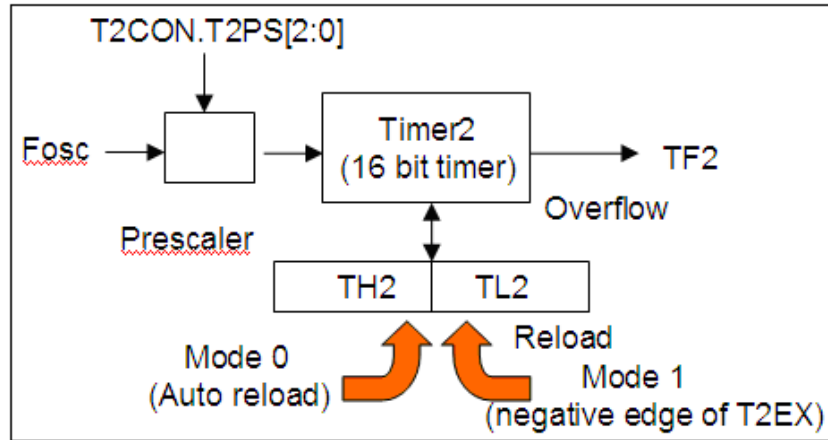 T2CON.T2PS[2:0]
Fosc
Timer2
(16 bit timer)
TF2
Overflow
Prescaler
TH2
TL2
Reload
Mode 0
(Auto reload)
Mode 1
(negative edge of T2EX)